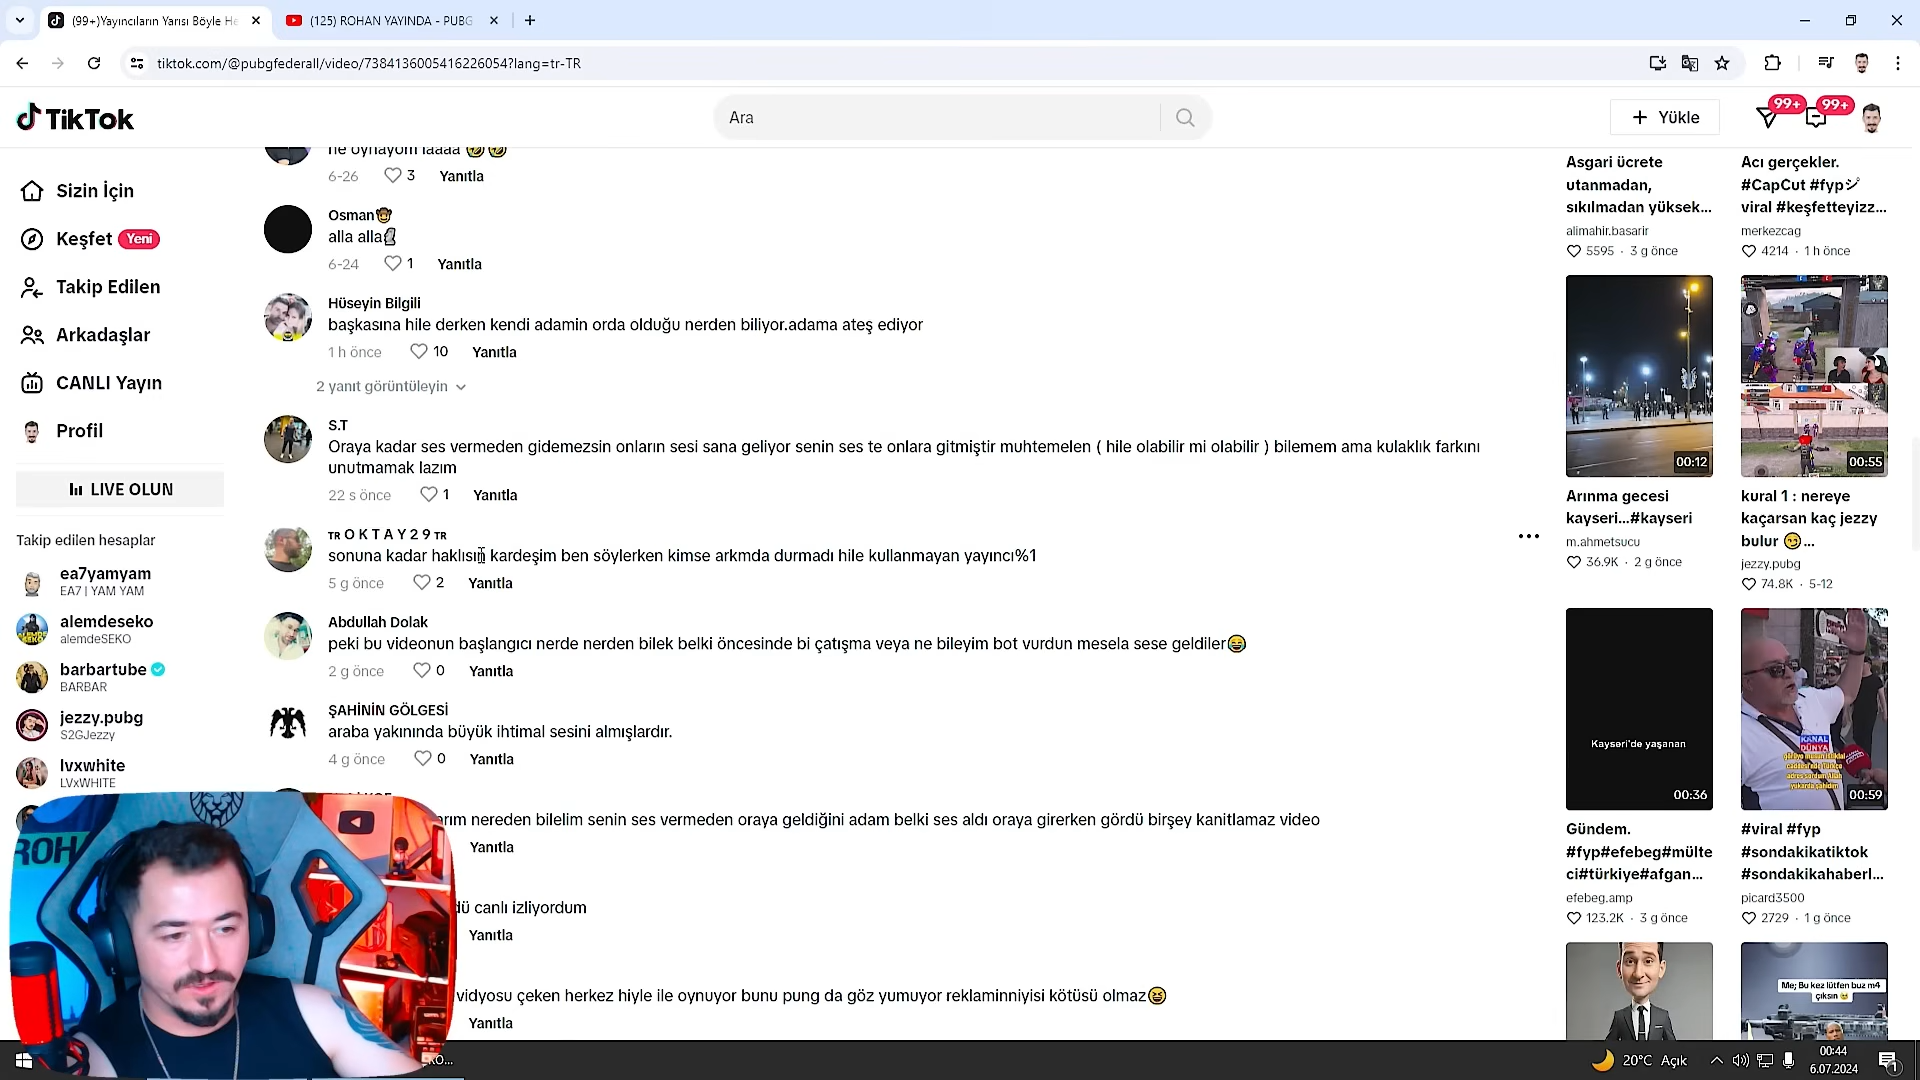 (99+)Yayıncıların Yarısı Böyle He
(125) ROHAN YAYINDA - PUBG
tiktok.com/@pubgfederall/video/7384136005416226054?lang=tr-TR
TikTok
Ara
Yükle
99+
99+
Sizin İçin
Keşfet Yeni
Takip Edilen
Arkadaşlar
CANLI Yayın
Profil
LIVE OLUN
Takip edilen hesaplar
ea7yamyam
EA7 | YAM YAM
alemdeseko
alemdeSEKO
barbartube
BARBAR
jezzy.pubg
S2GJezzy
lvxwhite
LVxWHITE
ne oynayom laaaa 🤣🤣
6-26 3 Yanıtla
Osman🤠
alla alla🗿
6-24 1 Yanıtla
Hüseyin Bilgili
başkasına hile derken kendi adamin orda olduğu nerden biliyor.adama ateş ediyor
1 h önce 10 Yanıtla
2 yanıt görüntüleyin
S.T
Oraya kadar ses vermeden gidemezsin onların sesi sana geliyor senin ses te onlara gitmiştir muhtemelen ( hile olabilir mi olabilir ) bilemem ama kulaklık farkını
unutmamak lazım
22 s önce 1 Yanıtla
🇹🇷 O K T A Y 2 9 🇹🇷
sonuna kadar haklısın kardeşim ben söylerken kimse arkmda durmadı hile kullanmayan yayıncı%1
5 g önce 2 Yanıtla
Abdullah Dolak
peki bu videonun başlangıcı nerde nerden bilek belki öncesinde bi çatışma veya ne bileyim bot vurdun mesela sese geldiler😅
2 g önce 0 Yanıtla
ŞAHİNİN GÖLGESİ
araba yakınında büyük ihtimal sesini almışlardır.
4 g önce 0 Yanıtla
nereden bilelim senin ses vermeden oraya geldiğini adam belki ses aldı oraya girerken gördü birşey kanitlamaz video
Yanıtla
canlı izliyordum
Yanıtla
vidyosu çeken herkez hiyle ile oynuyor bunu pung da göz yumuyor reklaminniyisi kötüsü olmaz😆
Yanıtla
Asgari ücrete
utanmadan,
sıkılmadan yüksek...
alimahir.basarir
5595 · 3 g önce
Acı gerçekler.
#CapCut #fypシ
viral #keşfetteyizz...
merkezcag
4214 · 1 h önce
00:12
Arınma gecesi
kayseri...#kayseri
m.ahmetsucu
36.9K · 2 g önce
00:55
kural 1 : nereye
kaçarsan kaç jezzy
bulur 😏...
jezzy.pubg
74.8K · 5-12
Kayseri'de yaşanan
00:36
Gündem.
#fyp#efebeg#mülte
ci#türkiye#afgan...
efebeg.amp
123.2K · 3 g önce
KANAL
DÜNYA
00:59
#viral #fyp
#sondakikatiktok
#sondakikahaberl...
picard3500
2729 · 1 g önce
Me; Bu kez lütfen buz m4
çıksın
ROH
20°C Açık
00:44
6.07.2024
1